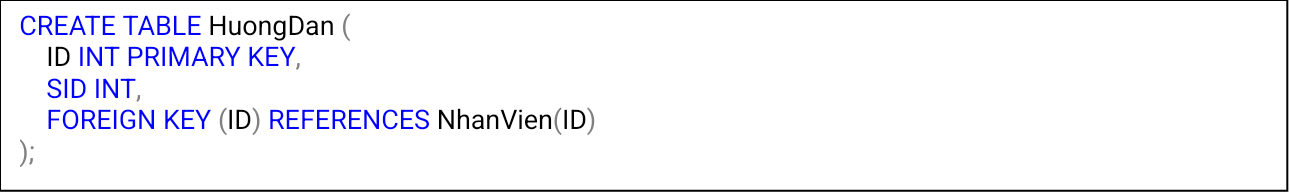 CREATE TABLE HuongDan (
ID INT PRIMARY KEY,
SID INT,
FOREIGN KEY (ID) REFERENCES NhanVien(ID)
);